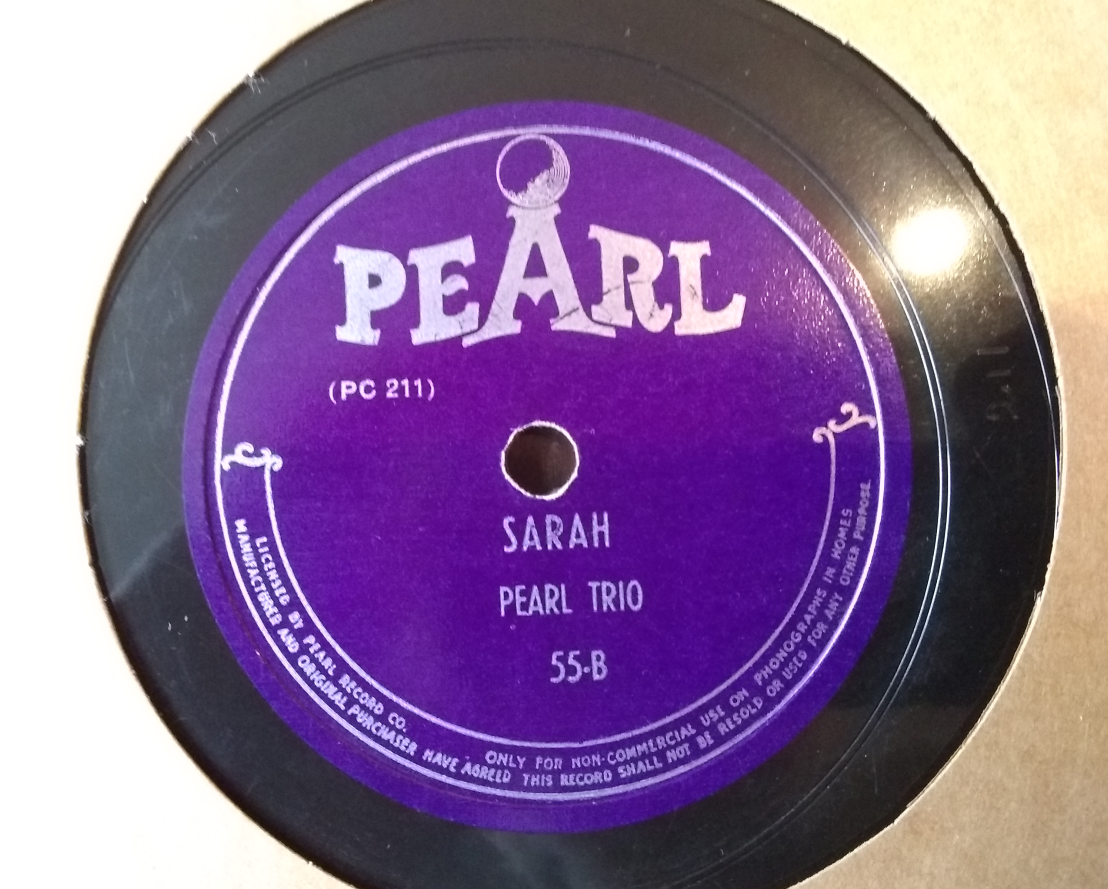 PEARL
(PC 211)
SARAH
PEARL TRIO
55-B
LICENSED BY PEARL RECORD CO. ONLY FOR NON-COMMERCIAL USE ON PHONOGRAPHS IN HOMES
MANUFACTURER AND ORIGINAL PURCHASER HAVE AGREED THIS RECORD SHALL NOT BE RESOLD OR USED FOR ANY OTHER PURPOSE